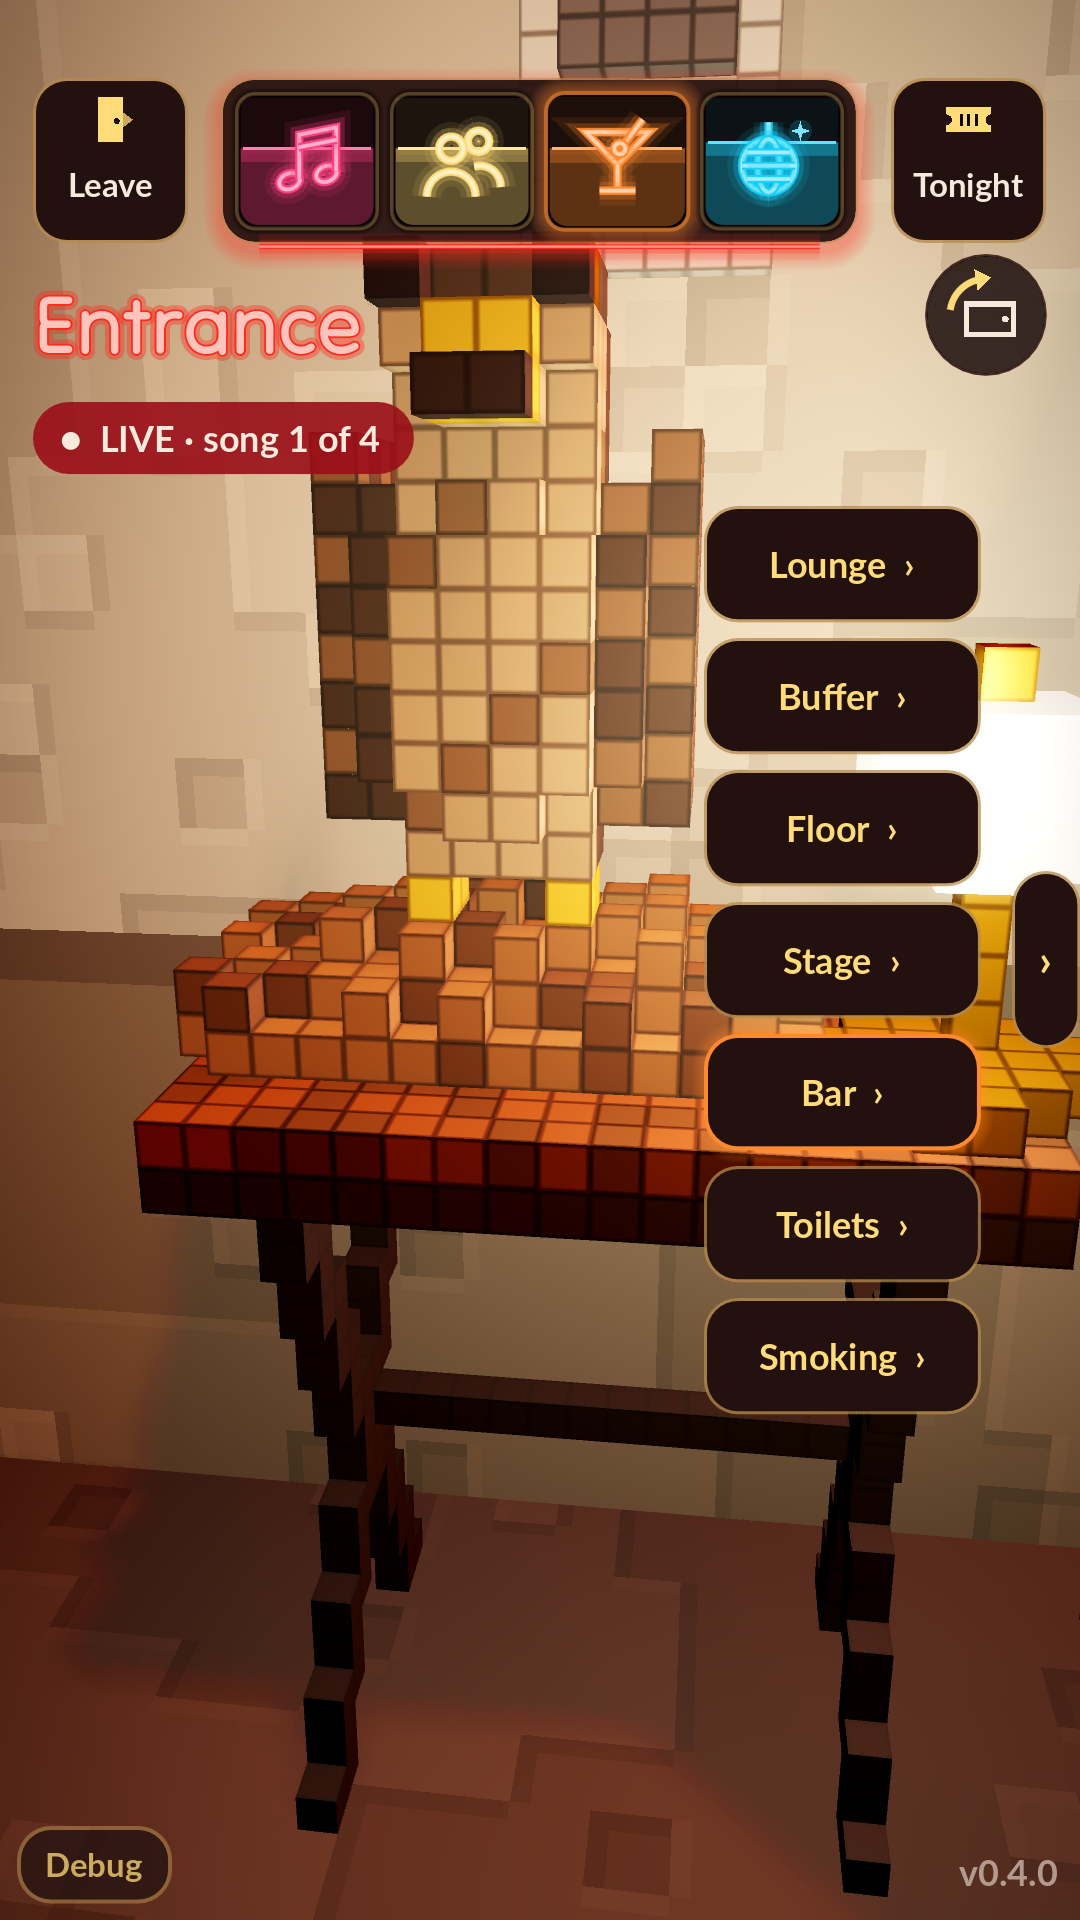 Leave
Tonight
Entrance
LIVE · song 1 of 4
Lounge ›
Buffer ›
Floor ›
Stage ›
›
Bar ›
Toilets ›
Smoking ›
Debug
v0.4.0